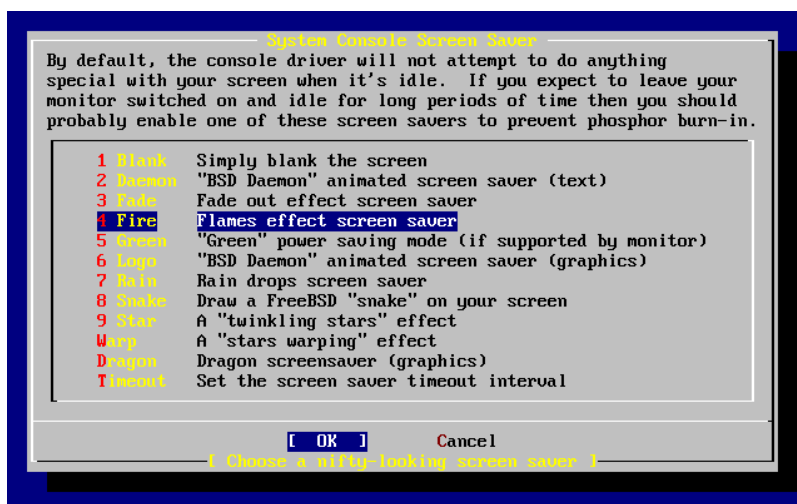 System Console Screen Saver
By default, the console driver will not attempt to do anything
special with your screen when it's idle.  If you expect to leave your
monitor switched on and idle for long periods of time then you should
probably enable one of these screen savers to prevent phosphor burn-in.
1 Blank Simply blank the screen
2 Daemon "BSD Daemon" animated screen saver (text)
3 Fade Fade out effect screen saver
4 Fire Flames effect screen saver
5 Green "Green" power saving mode (if supported by monitor)
6 Logo "BSD Daemon" animated screen saver (graphics)
7 Rain Rain drops screen saver
8 Snake Draw a FreeBSD "snake" on your screen
9 Star A "twinkling stars" effect
Warp A "stars warping" effect
Dragon Dragon screensaver (graphics)
Timeout Set the screen saver timeout interval
[ OK ] Cancel
[ Choose a nifty-looking screen saver ]